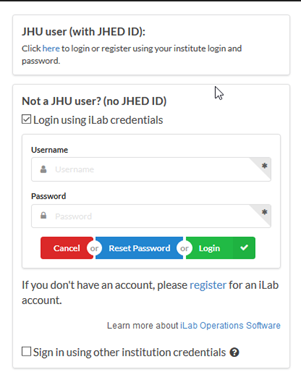 JHU user (with JHED ID):
Click here to login or register using your institute login and
password.
Not a JHU user? (no JHED ID)
Login using iLab credentials
Username
Username
Password
Password
Cancel or Reset Password or Login
If you don't have an account, please register for an iLab
account.
Learn more about iLab Operations Software
Sign in using other institution credentials ?